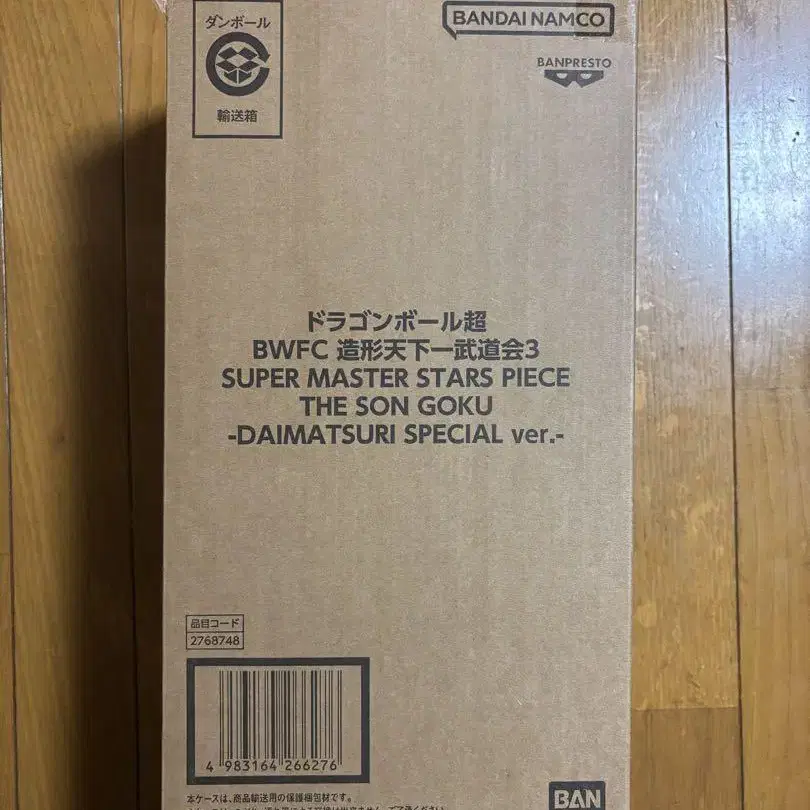 ダンボール
輸送箱
BANDAI NAMCO
BANPRESTO
ドラゴンボール超
BWFC 造形天下一武道会3
SUPER MASTER STARS PIECE
THE SON GOKU
-DAIMATSURI SPECIAL ver.-
品目コード
2768748
4 983164 266276
本ケースは、商品輸送用の保護梱包材です。
BAN